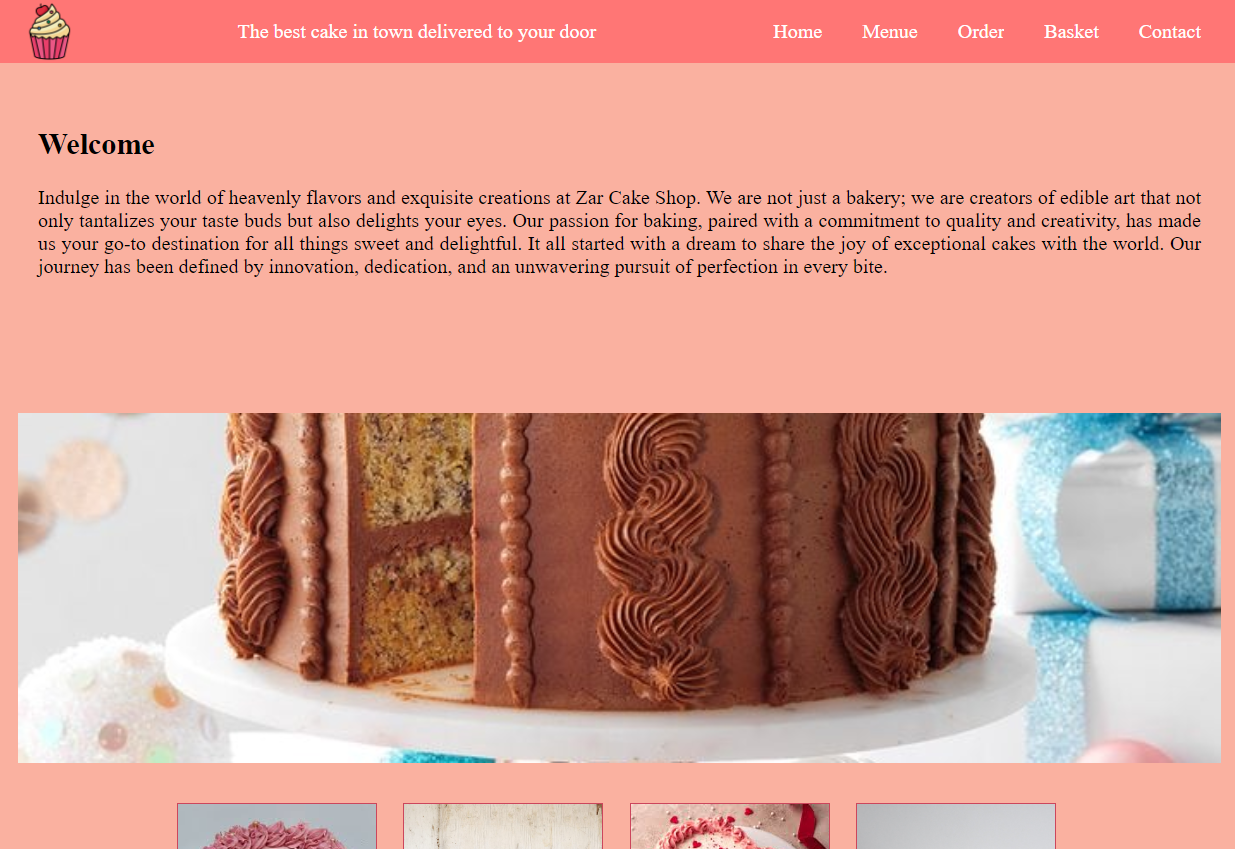 The best cake in town delivered to your door
Home
Menue
Order
Basket
Contact
Welcome
Indulge in the world of heavenly flavors and exquisite creations at Zar Cake Shop. We are not just a bakery; we are creators of edible art that not
only tantalizes your taste buds but also delights your eyes. Our passion for baking, paired with a commitment to quality and creativity, has made
us your go-to destination for all things sweet and delightful. It all started with a dream to share the joy of exceptional cakes with the world. Our
journey has been defined by innovation, dedication, and an unwavering pursuit of perfection in every bite.